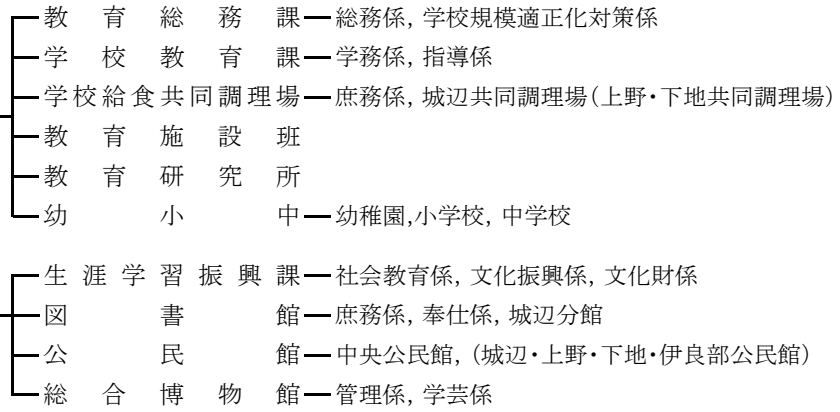 教育総務課 総務係, 学校規模適正化対策係
学校教育課 学務係, 指導係
学校給食共同調理場 庶務係, 城辺共同調理場(上野・下地共同調理場)
教育施設班
教育研究所
幼小中 幼稚園,小学校, 中学校
生涯学習振興課 社会教育係, 文化振興係, 文化財係
図書館 庶務係, 奉仕係, 城辺分館
公民館 中央公民館, (城辺・上野・下地・伊良部公民館)
総合博物館 管理係, 学芸係